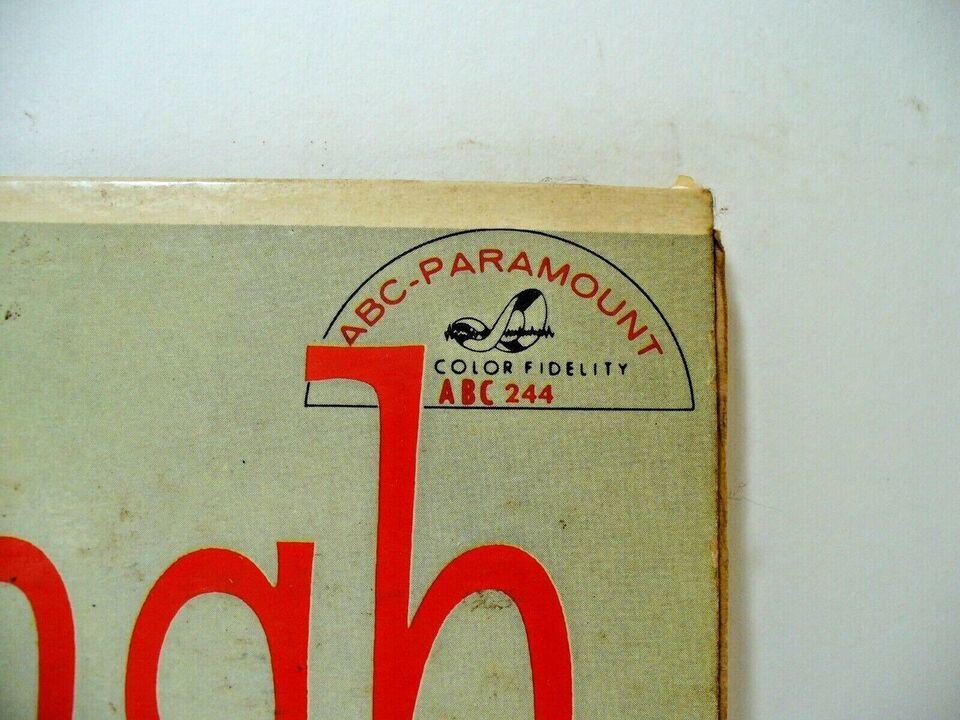 ABC-PARAMOUNT
COLOR FIDELITY
ABC 244